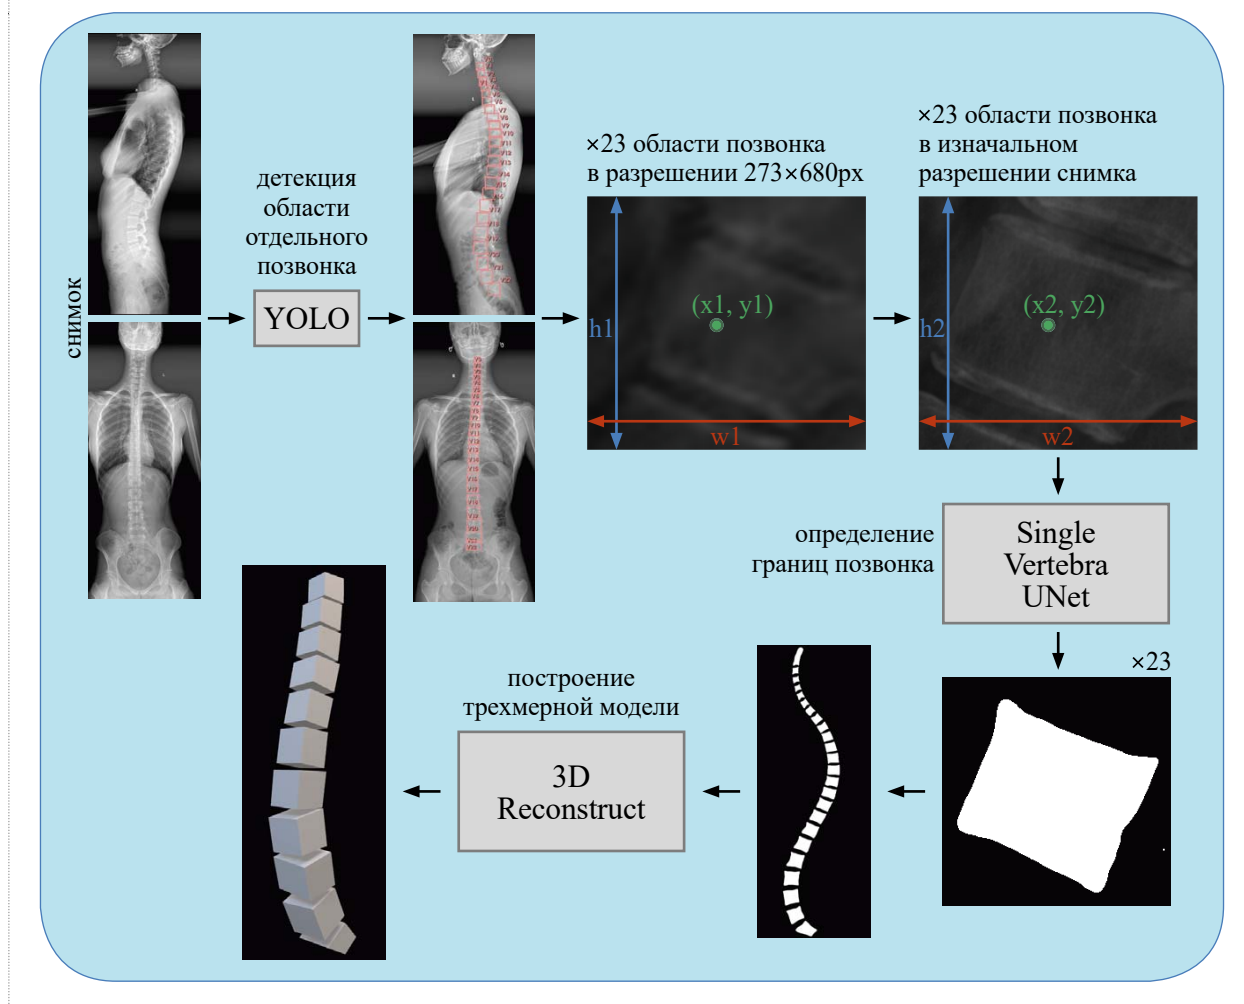 снимок
детекция
области
отдельного
позвонка
YOLO
×23 области позвонка
в разрешении 273×680px
(x1, y1)
h1
w1
×23 области позвонка
в изначальном
разрешении снимка
(x2, y2)
h2
w2
определение
границ позвонка
Single
Vertebra
UNet
×23
построение
трехмерной модели
3D
Reconstruct